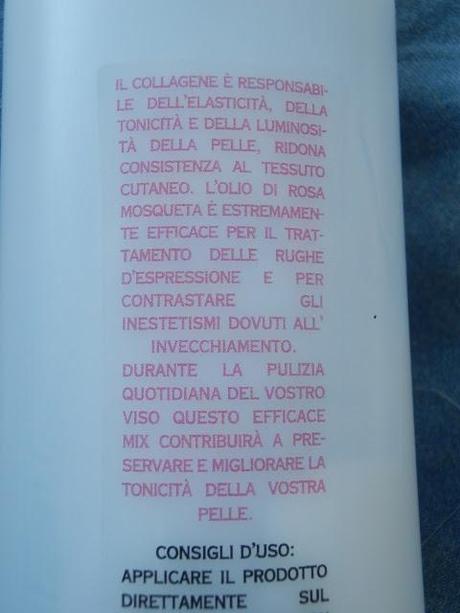 IL COLLAGENE È RESPONSABI-
LE DELL'ELASTICITÀ, DELLA
TONICITÀ E DELLA LUMINOSI-
TÀ DELLA PELLE, RIDONA
CONSISTENZA AL TESSUTO
CUTANEO. L'OLIO DI ROSA
MOSQUETA È ESTREMAMEN-
TE EFFICACE PER IL TRAT-
TAMENTO DELLE RUGHE
D'ESPRESSIONE E PER
CONTRASTARE GLI
INESTETISMI DOVUTI ALL'
INVECCHIAMENTO.
DURANTE LA PULIZIA
QUOTIDIANA DEL VOSTRO
VISO QUESTO EFFICACE
MIX CONTRIBUIRÀ A PRE-
SERVARE E MIGLIORARE LA
TONICITÀ DELLA VOSTRA
PELLE.
CONSIGLI D'USO:
APPLICARE IL PRODOTTO
DIRETTAMENTE SUL